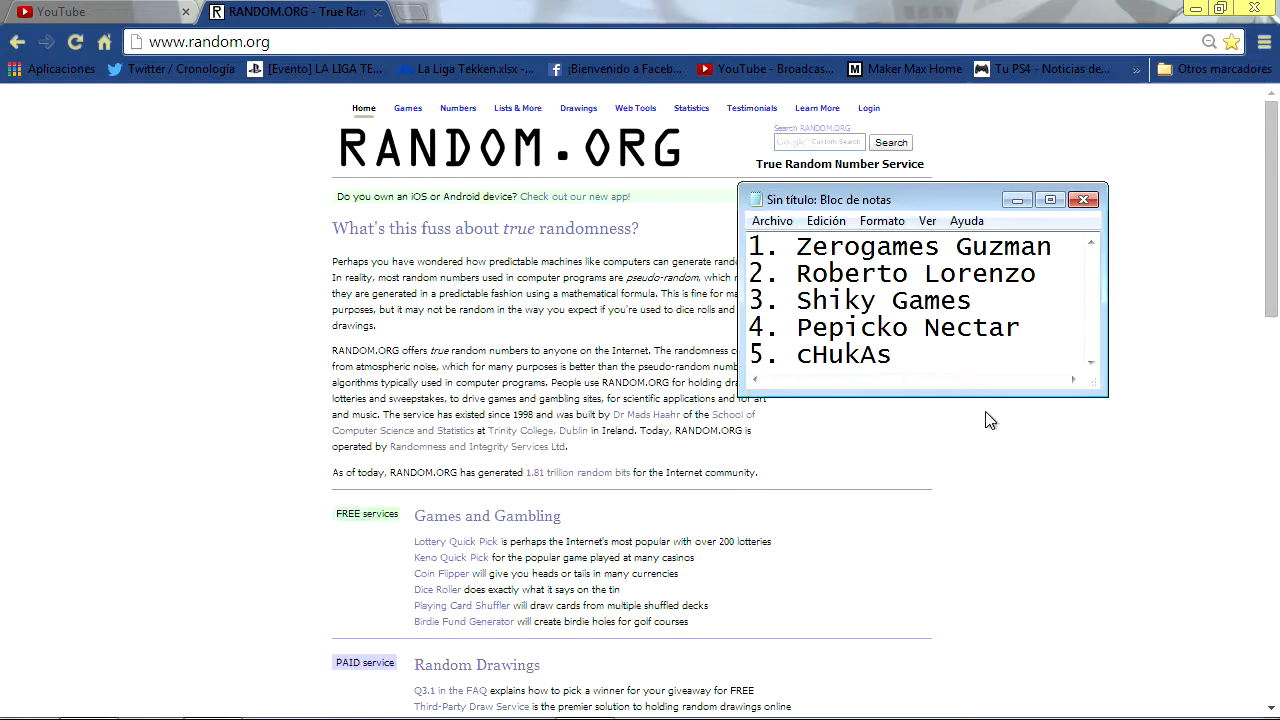 YouTube
RANDOM.ORG - True Ran
www.random.org
Aplicaciones
Twitter / Cronología
[Evento] LA LIGA TE...
La Liga Tekken.xlsx -...
¡Bienvenido a Faceb...
YouTube - Broadcas...
Maker Max Home
Tu PS4 - Noticias de...
»
Otros marcadores
Home Games Numbers Lists & More Drawings Web Tools Statistics Testimonials Learn More Login
RANDOM.ORG
Search RANDOM.ORG
Google Custom Search
Search
True Random Number Service
Do you own an iOS or Android device? Check out our new app!
What's this fuss about true randomness?
Perhaps you have wondered how predictable machines like computers can generate
In reality, most random numbers used in computer programs are pseudo-random, which
they are generated in a predictable fashion using a mathematical formula. This is fine for
purposes, but it may not be random in the way you expect if you're used to dice rolls and
drawings.
RANDOM.ORG offers true random numbers to anyone on the Internet. The randomness
from atmospheric noise, which for many purposes is better than the pseudo-random
algorithms typically used in computer programs. People use RANDOM.ORG for holding
lotteries and sweepstakes, to drive games and gambling sites, for scientific applications and for art
and music. The service has existed since 1998 and was built by Dr Mads Haahr of the School of
Computer Science and Statistics at Trinity College, Dublin in Ireland. Today, RANDOM.ORG is
operated by Randomness and Integrity Services Ltd.
As of today, RANDOM.ORG has generated 1.81 trillion random bits for the Internet community.
Sin título: Bloc de notas
Archivo Edición Formato Ver Ayuda
1. Zerogames Guzman
2. Roberto Lorenzo
3. Shiky Games
4. Pepicko Nectar
5. cHukAs
FREE services
Games and Gambling
Lottery Quick Pick is perhaps the Internet's most popular with over 200 lotteries
Keno Quick Pick for the popular game played at many casinos
Coin Flipper will give you heads or tails in many currencies
Dice Roller does exactly what it says on the tin
Playing Card Shuffler will draw cards from multiple shuffled decks
Birdie Fund Generator will create birdie holes for golf courses
PAID service
Random Drawings
Q3.1 in the FAQ explains how to pick a winner for your giveaway for FREE
Third-Party Draw Service is the premier solution to holding random drawings online